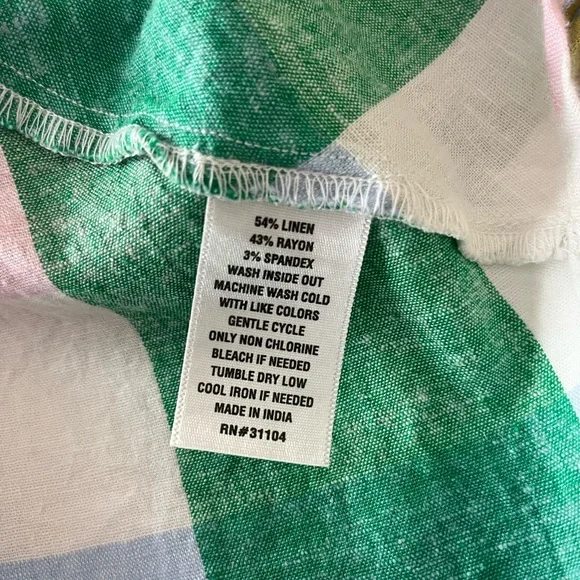 54% LINEN
43% RAYON
3% SPANDEX
WASH INSIDE OUT
MACHINE WASH COLD
WITH LIKE COLORS
GENTLE CYCLE
ONLY NON CHLORINE
BLEACH IF NEEDED
TUMBLE DRY LOW
COOL IRON IF NEEDED
MADE IN INDIA
RN#31104